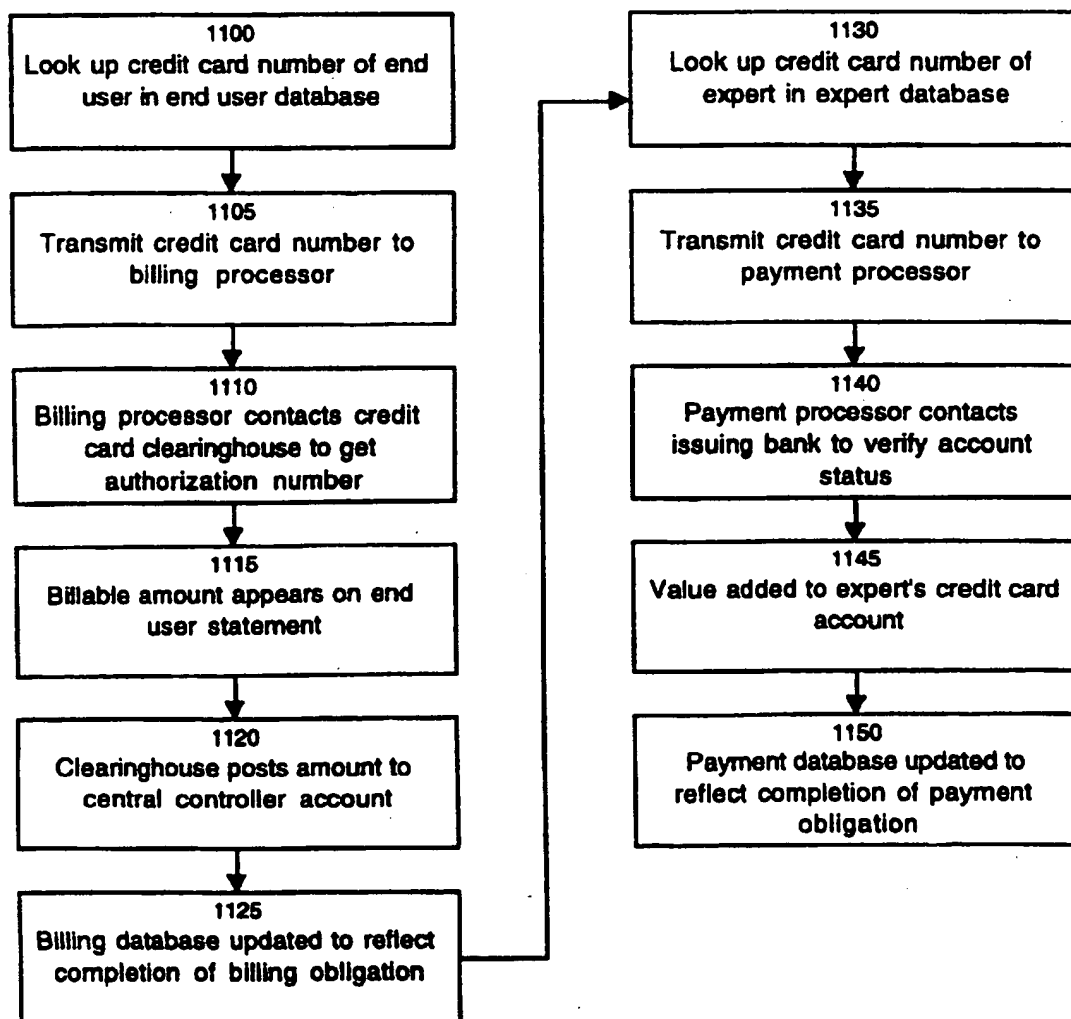 1100
Look up credit card number of end
user in end user database
1105
Transmit credit card number to
billing processor
1110
Billing processor contacts credit
card clearinghouse to get
authorization number
1115
Billable amount appears on end
user statement
1120
Clearinghouse posts amount to
central controller account
1125
Billing database updated to reflect
completion of billing obligation
1130
Look up credit card number of
expert in expert database
1135
Transmit credit card number to
payment processor
1140
Payment processor contacts
issuing bank to verify account
status
1145
Value added to expert's credit card
account
1150
Payment database updated to
reflect completion of payment
obligation